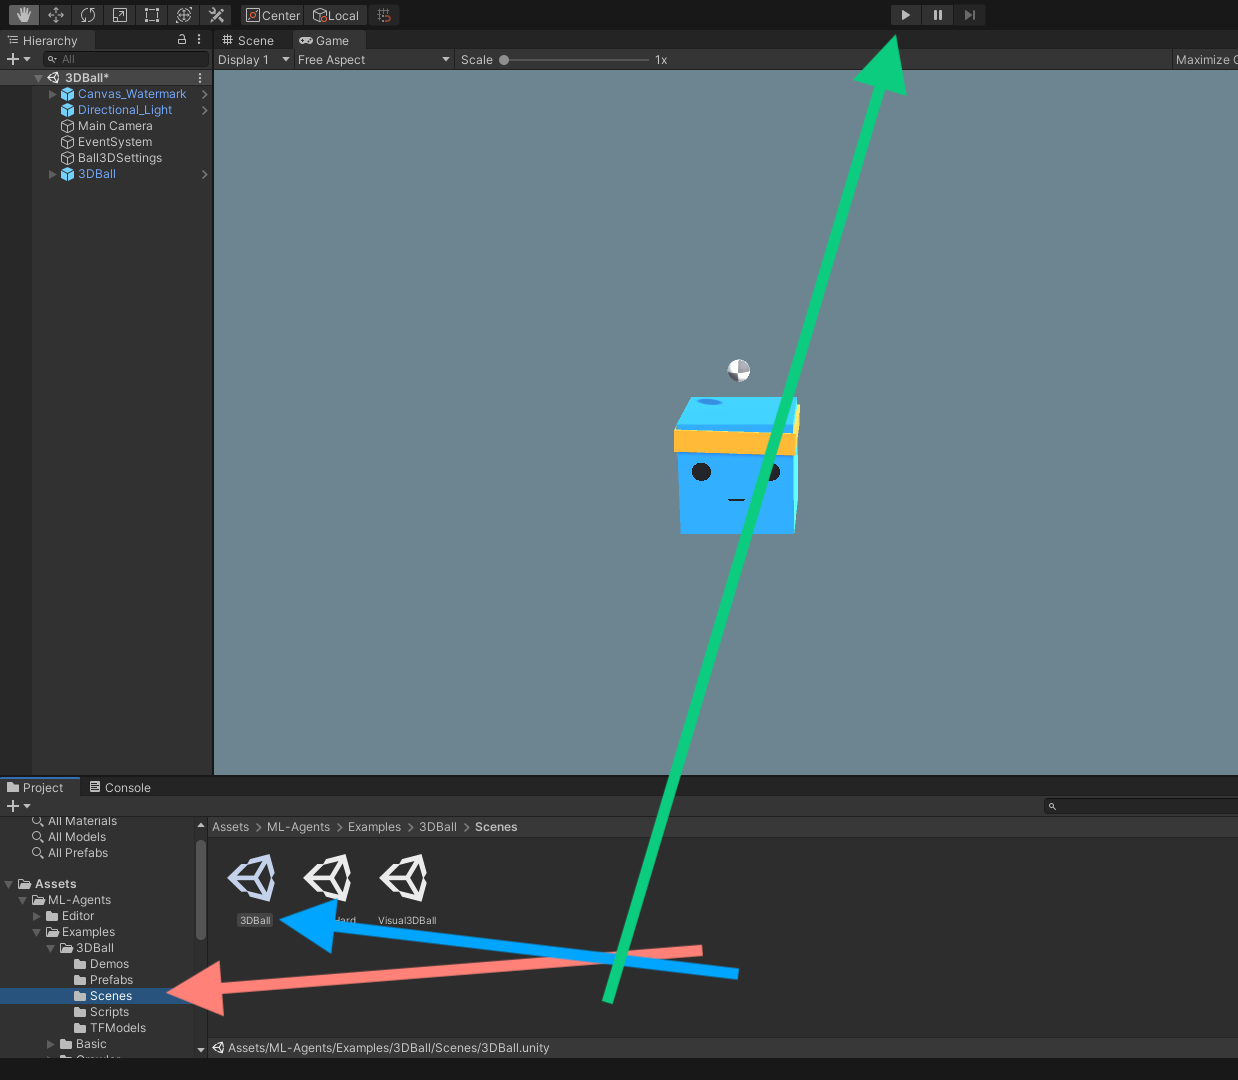 Center Local
Hierarchy
Scene Game
All
Display 1 Free Aspect Scale 1x Maximize
3DBall*
Canvas_Watermark
Directional_Light
Main Camera
EventSystem
Ball3DSettings
3DBall
Project Console
All Materials
All Models
All Prefabs
Assets
ML-Agents
Editor
Examples
3DBall
Demos
Prefabs
Scenes
Scripts
TFModels
Basic
Assets > ML-Agents > Examples > 3DBall > Scenes
3DBall Visual3DBall
Assets/ML-Agents/Examples/3DBall/Scenes/3DBall.unity